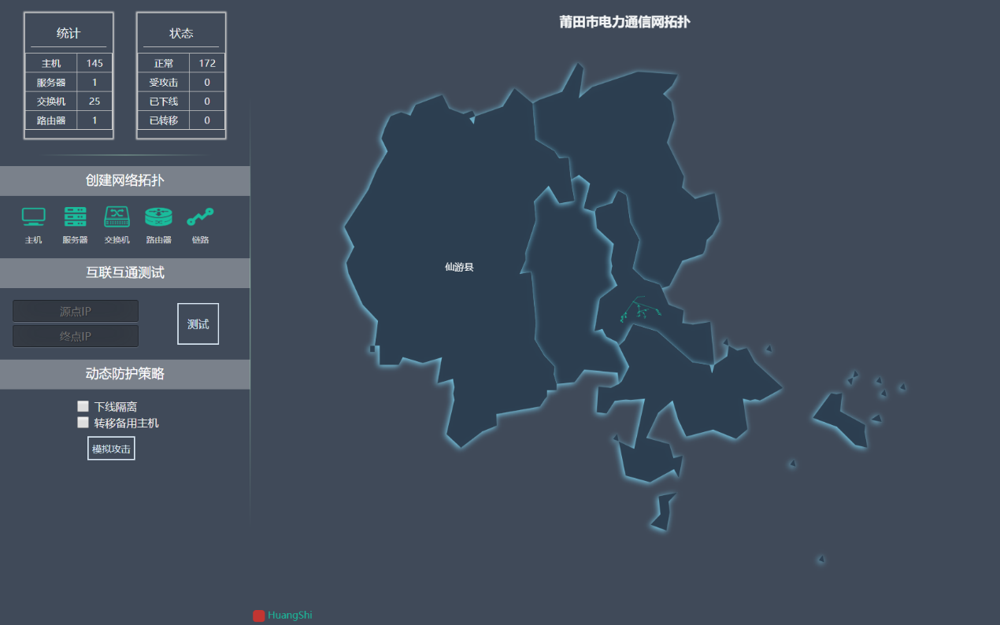 莆田市电力通信网拓扑
统计
主机 145
服务器 1
交换机 25
路由器 1
状态
正常 172
受攻击 0
已下线 0
已转移 0
创建网络拓扑
主机 服务器 交换机 路由器 链路
互联互通测试
源点IP
终点IP
测试
动态防护策略
下线隔离
转移备用主机
模拟攻击
仙游县
HuangShi